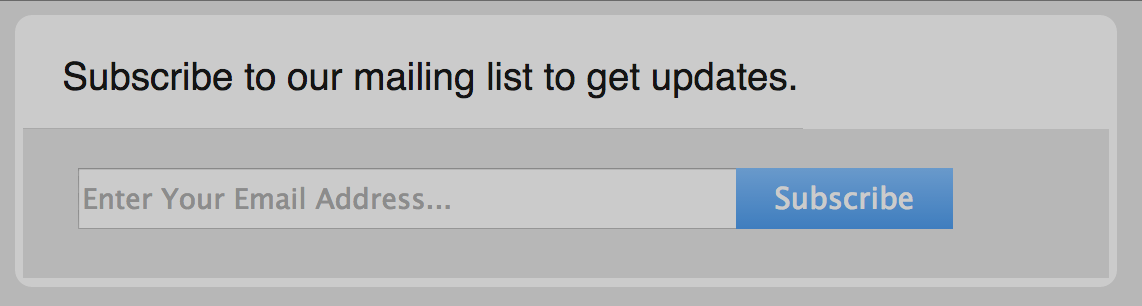 Subscribe to our mailing list to get updates.
Enter Your Email Address...
Subscribe